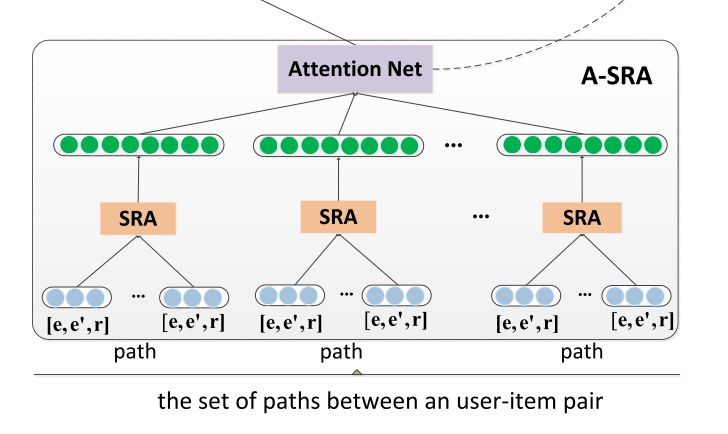 Attention Net
A-SRA
...
SRA
SRA
...
SRA
... ... ...
[e,e',r] [e,e',r] [e,e',r] [e,e',r] [e,e',r] [e,e',r]
path path path
the set of paths between an user-item pair